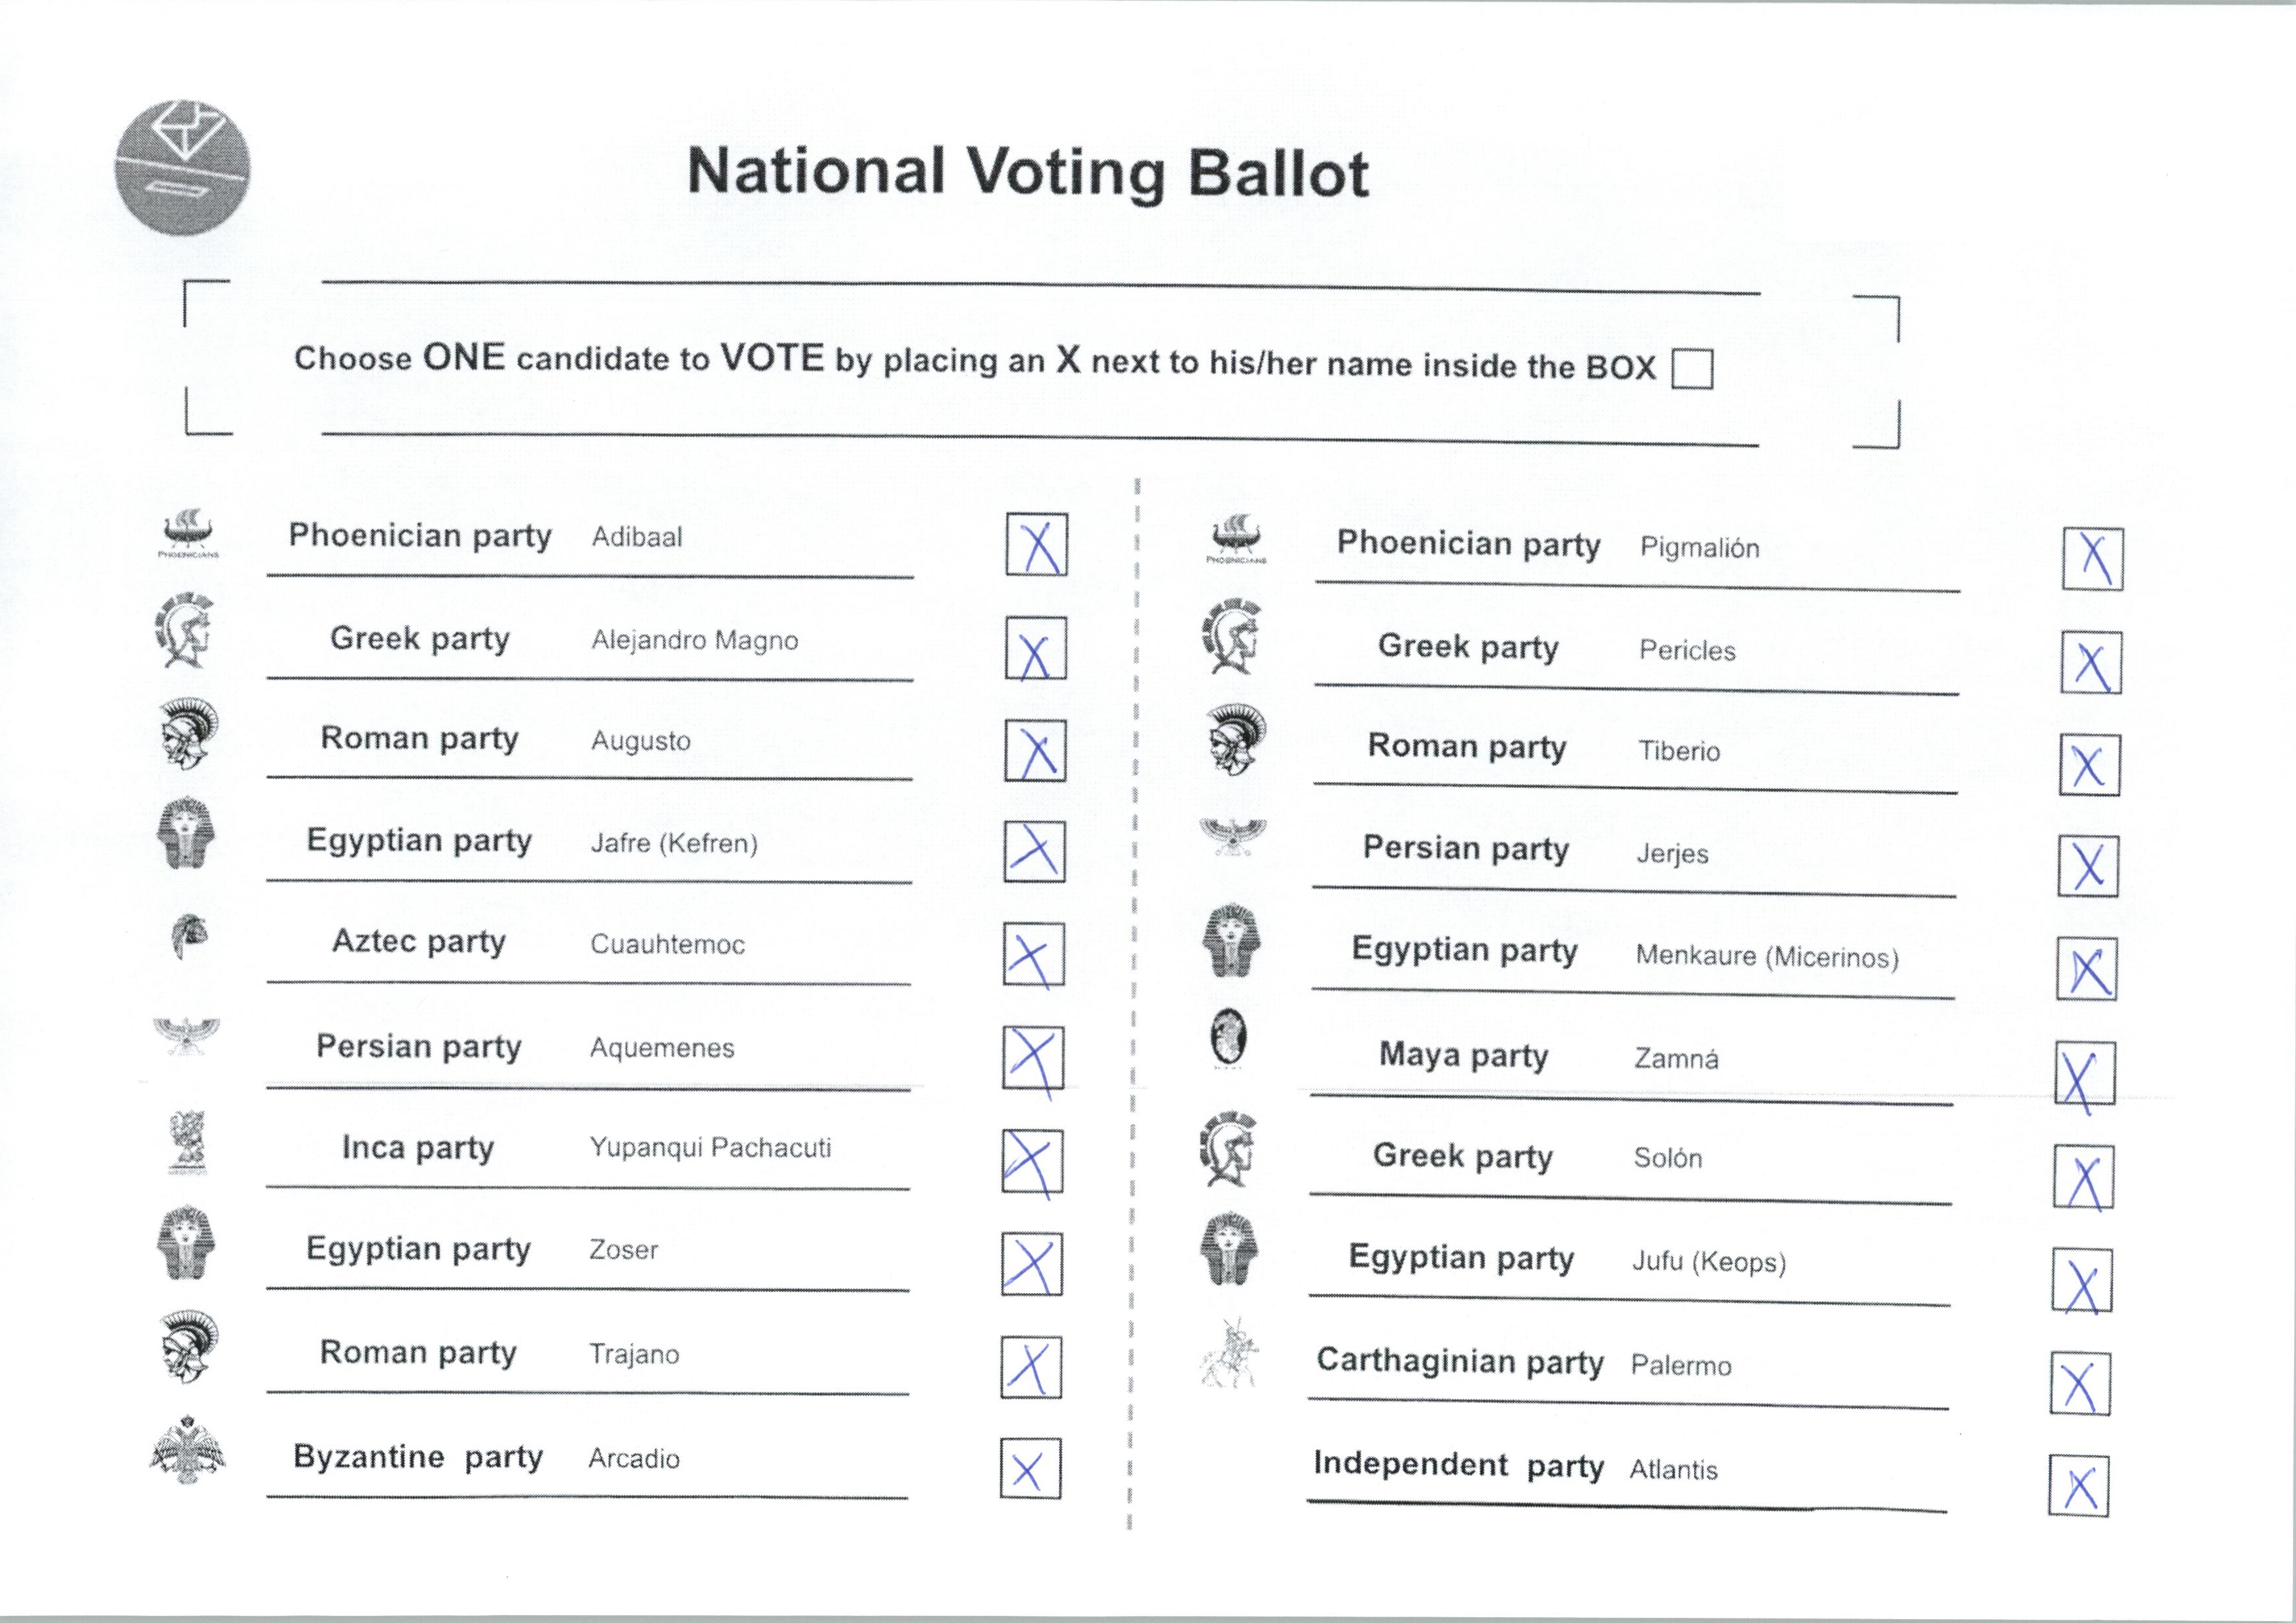 National Voting Ballot
Choose ONE candidate to VOTE by placing an X next to his/her name inside the BOX
PHOENICIANS
Phoenician party Adibaal X
Greek party Alejandro Magno X
Roman party Augusto X
Egyptian party Jafre (Kefren) X
Aztec party Cuauhtemoc X
Persian party Aquemenes X
Inca party Yupanqui Pachacuti X
Egyptian party Zoser X
Roman party Trajano X
Byzantine party Arcadio X
PHOENICIANS
Phoenician party Pigmalión X
Greek party Pericles X
Roman party Tiberio X
Persian party Jerjes X
Egyptian party Menkaure (Micerinos) X
Maya party Zamná X
Greek party Solón X
Egyptian party Jufu (Keops) X
Carthaginian party Palermo X
Independent party Atlantis X